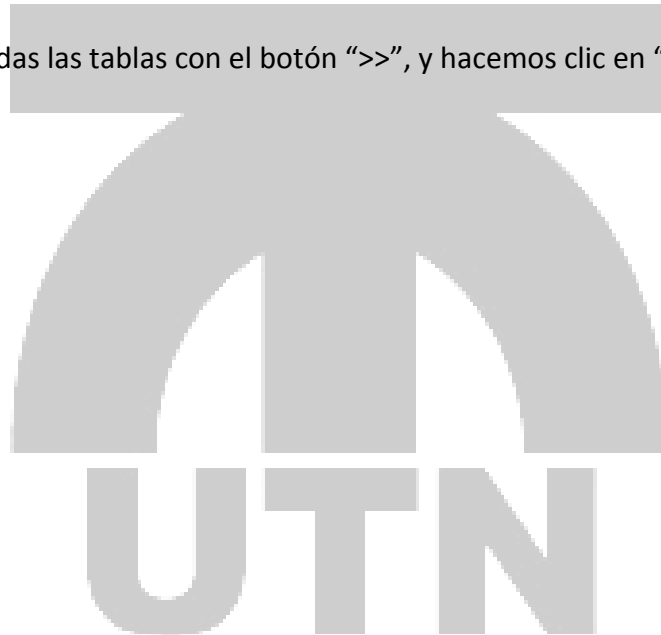 das las tablas con el botón “>>”, y hacemos clic en “
UTN